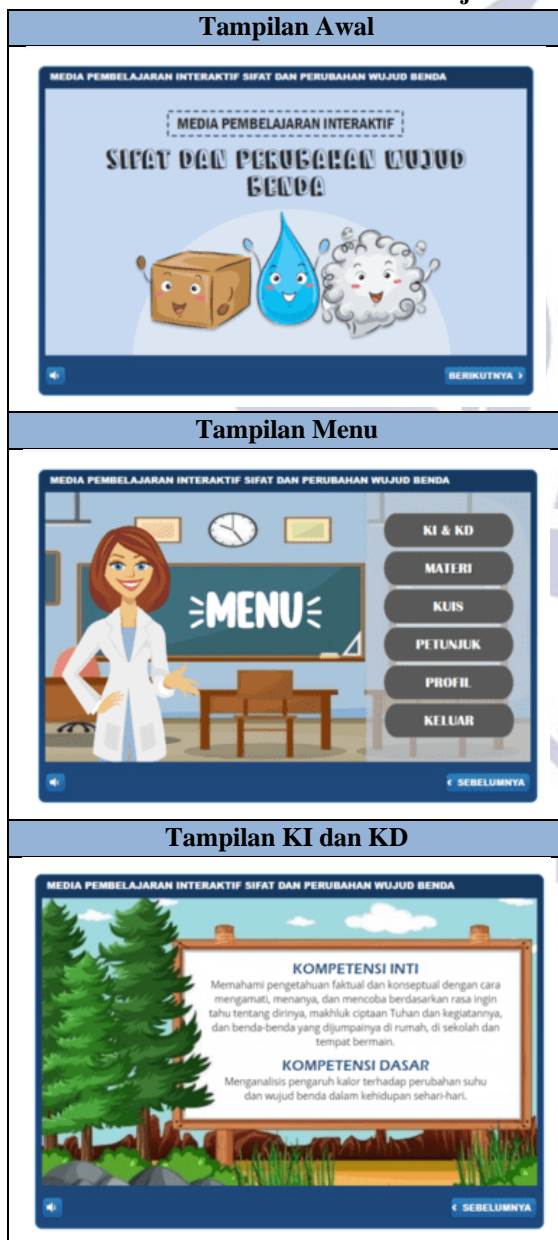 Tampilan Awal
MEDIA PEMBELAJARAN INTERAKTIF SIFAT DAN PERUBAHAN WUJUD BENDA
MEDIA PEMBELAJARAN INTERAKTIF
SIFAT DAN PERUBAHAN WUJUD
BENDA
BERIKUTNYA >
Tampilan Menu
MEDIA PEMBELAJARAN INTERAKTIF SIFAT DAN PERUBAHAN WUJUD BENDA
MENU
KI & KD
MATERI
KUIS
PETUNJUK
PROFIL
KELUAR
< SEBELUMNYA
Tampilan KI dan KD
MEDIA PEMBELAJARAN INTERAKTIF SIFAT DAN PERUBAHAN WUJUD BENDA
KOMPETENSI INTI
Memahami pengetahuan faktual dan konseptual dengan cara
mengamati, menanya, dan mencoba berdasarkan rasa ingin
tahu tentang dirinya, makhluk ciptaan Tuhan dan kegiatannya,
dan benda-benda yang dijumpainya di rumah, di sekolah dan
tempat bermain.
KOMPETENSI DASAR
Menganalisis pengaruh kalor terhadap perubahan suhu
dan wujud benda dalam kehidupan sehari-hari.
< SEBELUMNYA